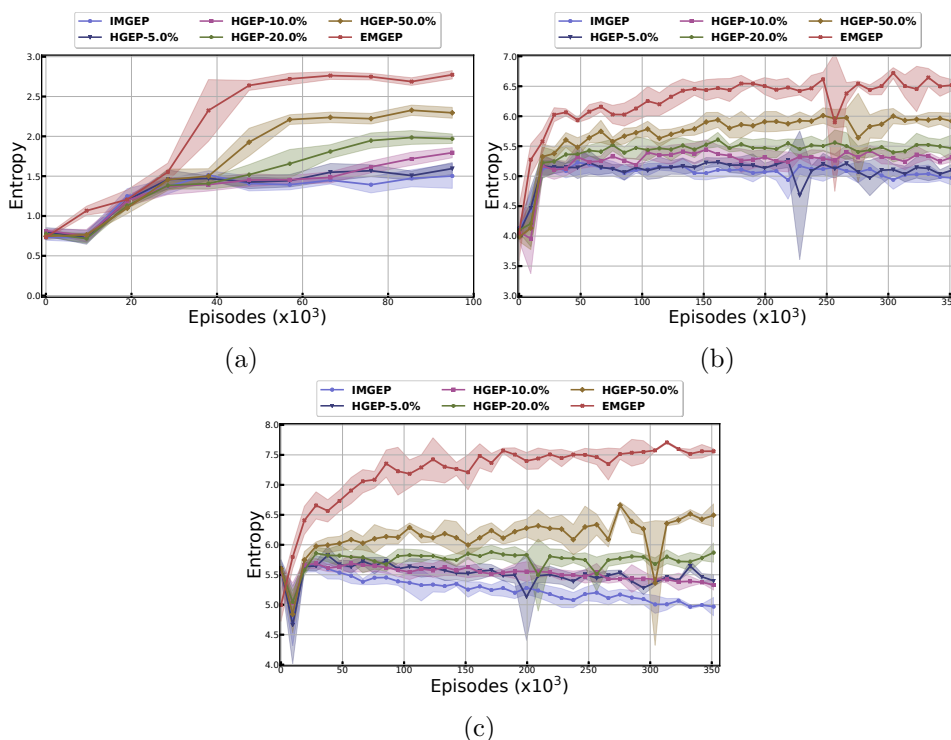 IMGEP HGEP-10.0% HGEP-50.0%
HGEP-5.0% HGEP-20.0% EMGEP
3.0
2.5
2.0
1.5
1.0
0.5
0.0
Entropy
0 20 40 60 80 100
Episodes (x10³)
(a)
IMGEP HGEP-10.0% HGEP-50.0%
HGEP-5.0% HGEP-20.0% EMGEP
7.0
6.5
6.0
5.5
5.0
4.5
4.0
3.5
3.0
Entropy
0 50 100 150 200 250 300 350
Episodes (x10³)
(b)
IMGEP HGEP-10.0% HGEP-50.0%
HGEP-5.0% HGEP-20.0% EMGEP
8.0
7.5
7.0
6.5
6.0
5.5
5.0
4.5
4.0
Entropy
0 50 100 150 200 250 300 350
Episodes (x10³)
(c)